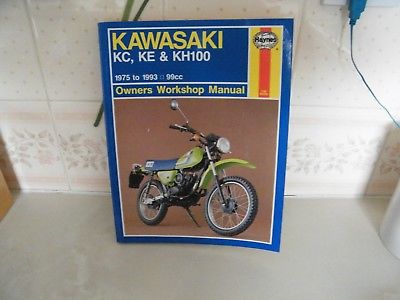 KAWASAKI
KC, KE & KH100
Haynes
1975 to 1993 □ 99cc
Owners Workshop Manual